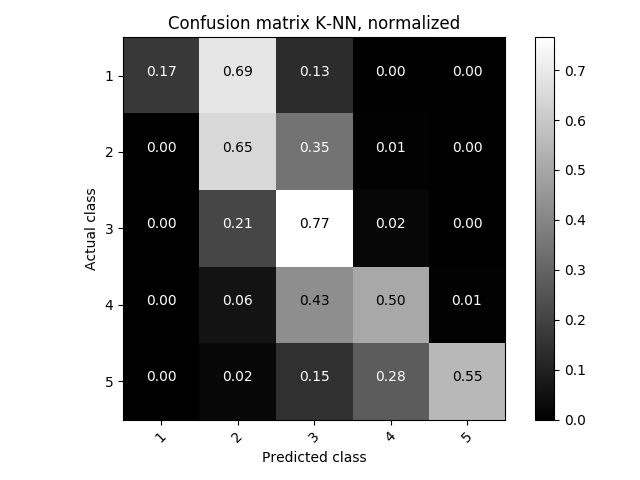 Confusion matrix K-NN, normalized
1 0.17 0.69 0.13 0.00 0.00
2 0.00 0.65 0.35 0.01 0.00
3 0.00 0.21 0.77 0.02 0.00
4 0.00 0.06 0.43 0.50 0.01
5 0.00 0.02 0.15 0.28 0.55
1 2 3 4 5
Actual class
Predicted class
0.7
0.6
0.5
0.4
0.3
0.2
0.1
0.0